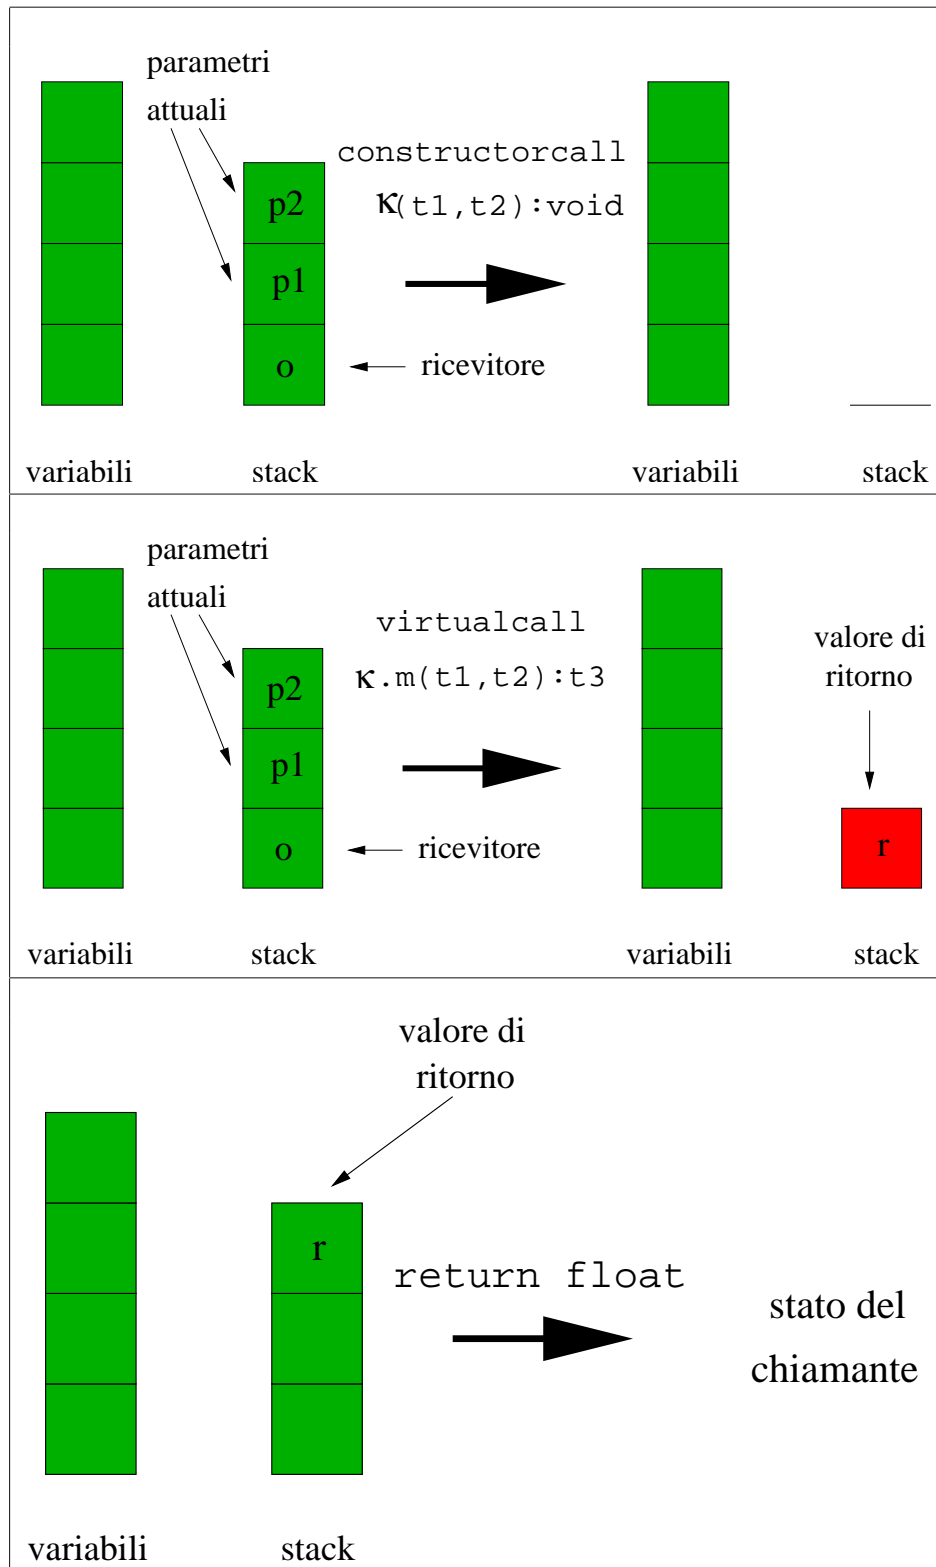 parametri
attuali
constructorcall
κ(t1,t2):void
p2
p1
o
ricevitore
variabili
stack
variabili
stack
parametri
attuali
virtualcall
κ.m(t1,t2):t3
valore di
ritorno
p2
p1
o
ricevitore
r
variabili
stack
variabili
stack
valore di
ritorno
r
return float
stato del
chiamante
variabili
stack